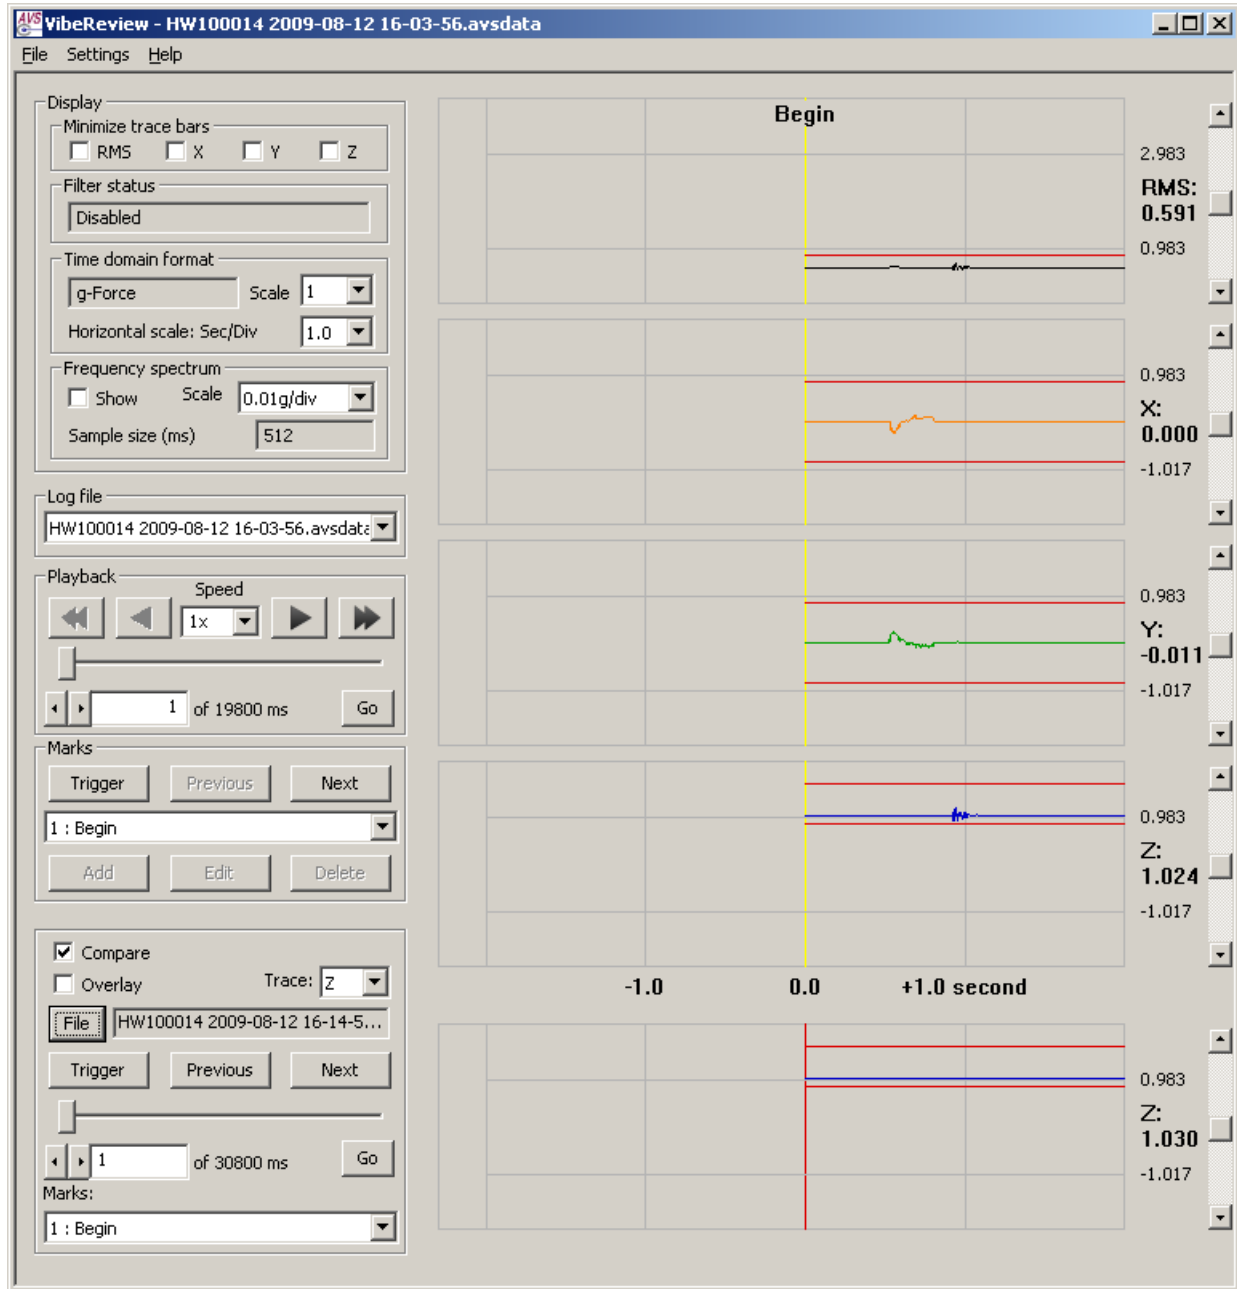 AVS VibeReview - HW100014 2009-08-12 16-03-56.avsdata
File Settings Help
Display
Minimize trace bars
RMS X Y Z
Filter status
Disabled
Time domain format
g-Force Scale 1
Horizontal scale: Sec/Div 1.0
Frequency spectrum
Show Scale 0.01g/div
Sample size (ms) 512
Log file
HW100014 2009-08-12 16-03-56.avsdata
Playback
Speed
1x
1 of 19800 ms Go
Marks
Trigger Previous Next
1 : Begin
Add Edit Delete
Compare
Overlay Trace: Z
File HW100014 2009-08-12 16-14-5...
Trigger Previous Next
1 of 30800 ms Go
Marks:
1 : Begin
Begin
2.983
RMS:
0.591
0.983
0.983
X:
0.000
-1.017
0.983
Y:
-0.011
-1.017
0.983
Z:
1.024
-1.017
-1.0 0.0 +1.0 second
0.983
Z:
1.030
-1.017